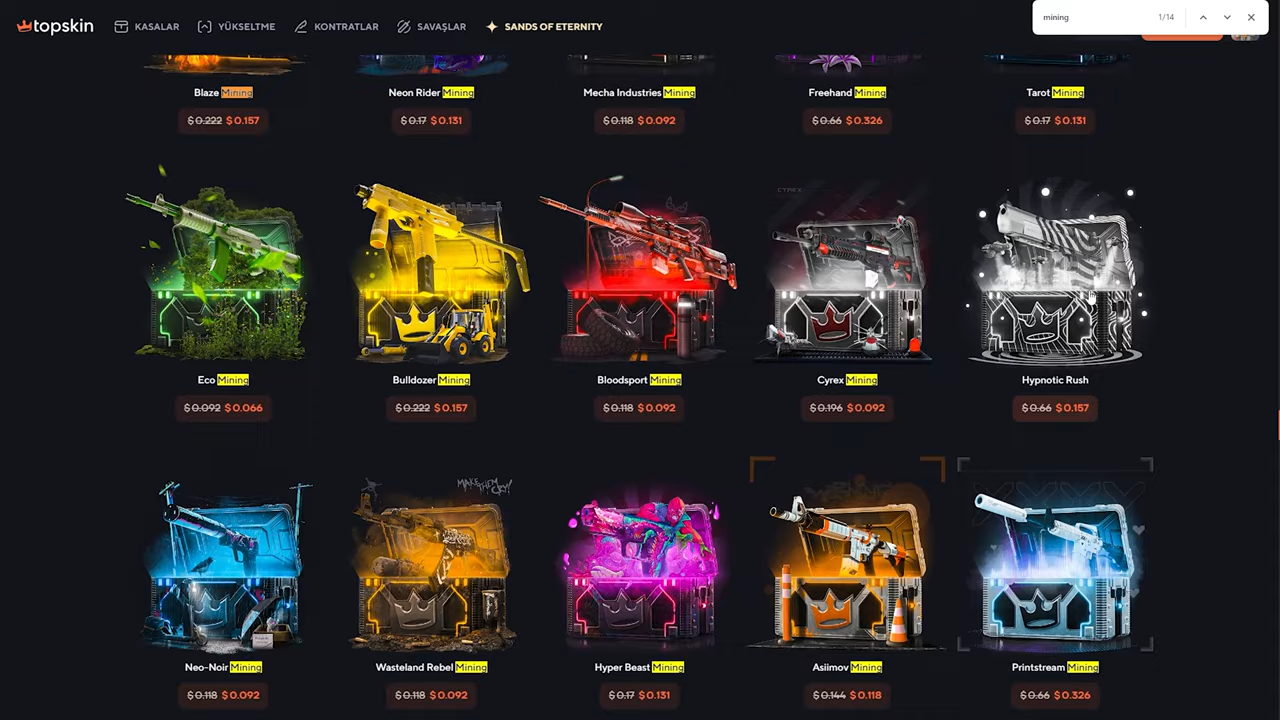 topskin
KASALAR
YÜKSELTME
KONTRATLAR
SAVAŞLAR
SANDS OF ETERNITY
mining
1/14
Blaze Mining
Neon Rider Mining
Mecha Industries Mining
Freehand Mining
Tarot Mining
$0.222 $0.157
$0.17 $0.131
$0.118 $0.092
$0.66 $0.326
$0.17 $0.131
CYREX
Eco Mining
Bulldozer Mining
Bloodsport Mining
Cyrex Mining
Hypnotic Rush
$0.092 $0.066
$0.222 $0.157
$0.118 $0.092
$0.196 $0.092
$0.66 $0.157
MAKE THEM CRY!
Neo-Noir Mining
Wasteland Rebel Mining
Hyper Beast Mining
Asiimov Mining
Printstream Mining
$0.118 $0.092
$0.118 $0.092
$0.17 $0.131
$0.144 $0.118
$0.66 $0.326